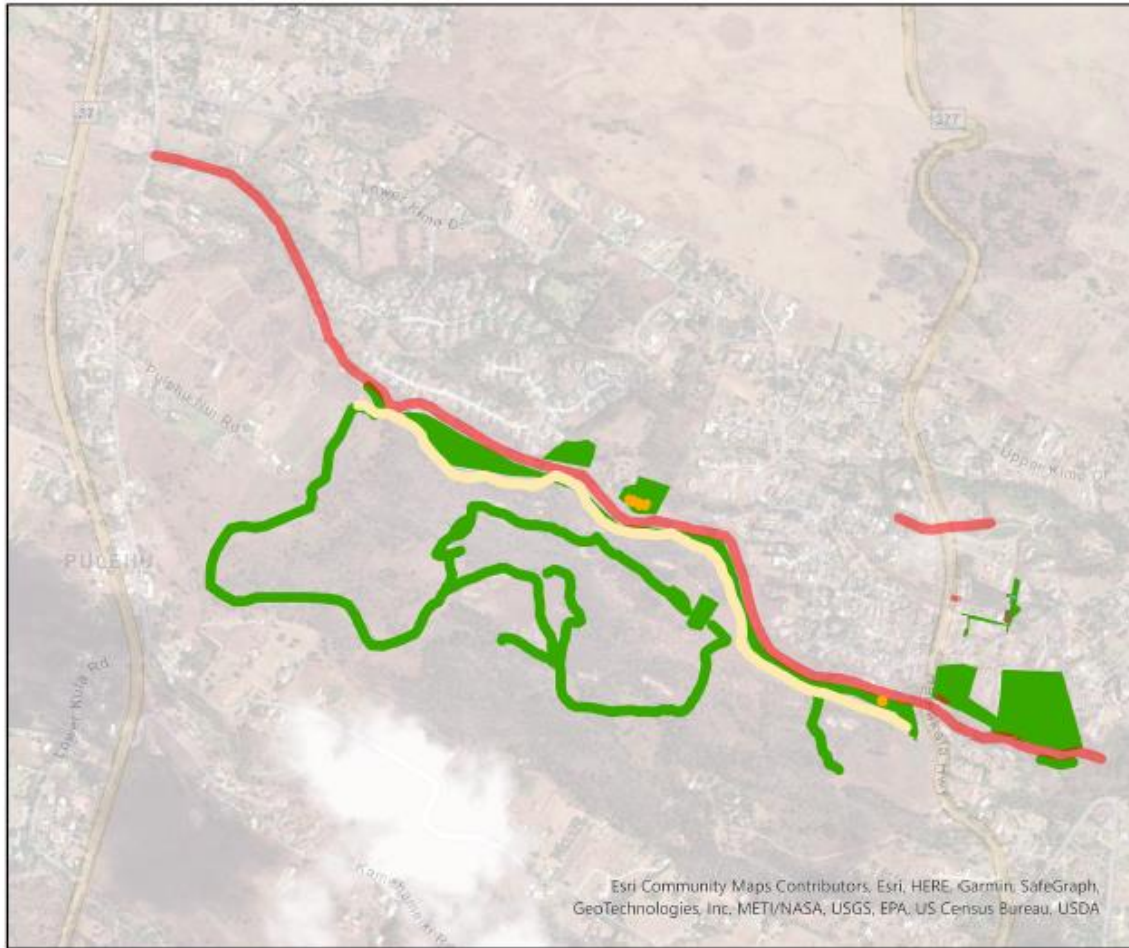 37
377
Lower Kimo D
Pulehu Nui Rd
Upper Kimo Dr
PULEHU
Lower Kula Rd
Esri Community Maps Contributors, Esri, HERE, Garmin, SafeGraph,
GeoTechnologies, Inc, METI/NASA, USGS, EPA, US Census Bureau, USDA